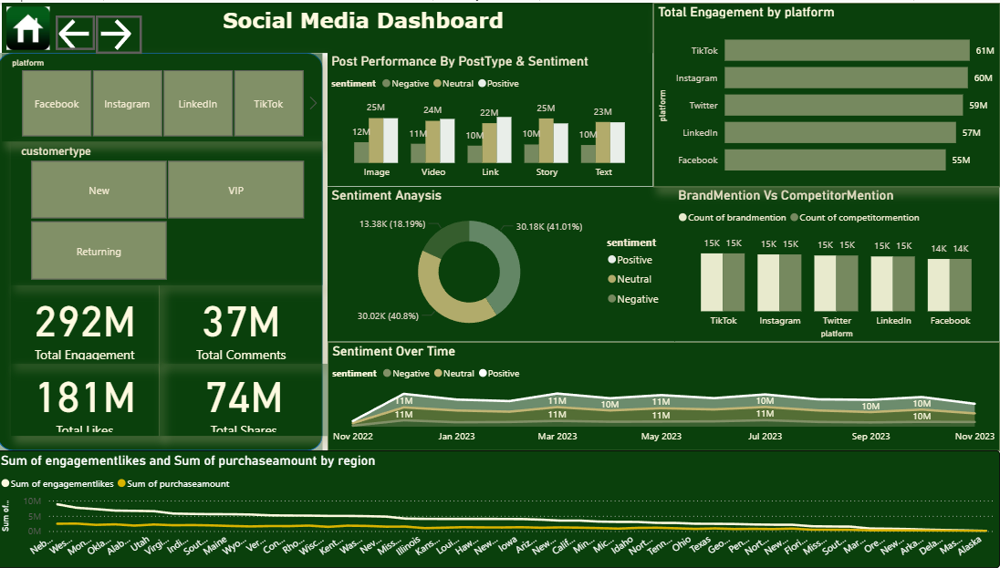 Social Media Dashboard
platform
Facebook
Instagram
LinkedIn
TikTok
customertype
New
VIP
Returning
292M
Total Engagement
37M
Total Comments
181M
Total Likes
74M
Total Shares
Post Performance By PostType & Sentiment
sentiment Negative Neutral Positive
25M 24M 22M 25M 23M
12M 11M 10M 10M 10M
Image Video Link Story Text
Total Engagement by platform
platform
TikTok 61M
Instagram 60M
Twitter 59M
LinkedIn 57M
Facebook 55M
Sentiment Anaysis
13.38K (18.19%)
30.18K (41.01%)
30.02K (40.8%)
sentiment
Positive
Neutral
Negative
BrandMention Vs CompetitorMention
Count of brandmention Count of competitormention
15K 15K 15K 15K 15K 15K 15K 15K 14K 14K
TikTok Instagram Twitter LinkedIn Facebook
platform
Sentiment Over Time
sentiment Negative Neutral Positive
11M 11M 10M 11M 10M 10M 10M
11M 11M 11M 11M 10M
Nov 2022 Jan 2023 Mar 2023 May 2023 Jul 2023 Sep 2023 Nov 2023
Sum of engagementlikes and Sum of purchaseamount by region
Sum of engagementlikes Sum of purchaseamount
Sum of...
10M
5M
0M
Neb... Wes... Mon... Okla... Alab... Utah Virgi... Indi... Sout... Maine Wyo... Ver... Con... Rho... Wisc... Kent... Was... Nev... Miss... Illinois Kans... Loui... Haw... New... Iowa Ariz... New... Calif... Min... Mic... Idaho Nort... Tenn... Ohio Texas Geo... Pen... Nort... New... Flori... Miss... Sout... Mar... Ore... New... Arka... Dela... Mas... Alaska